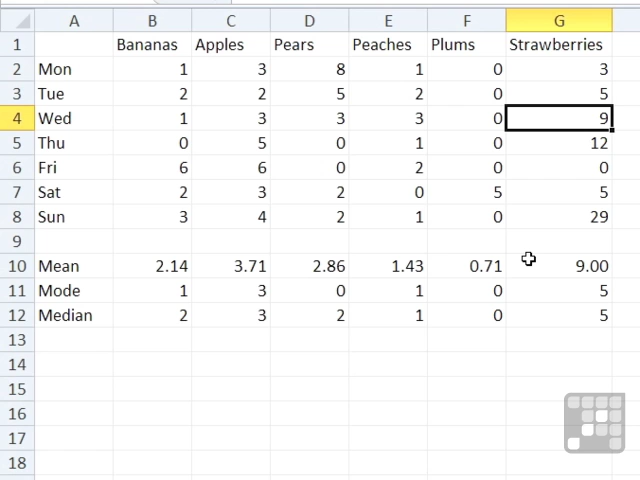 A B C D E F G
1 Bananas Apples Pears Peaches Plums Strawberries
2 Mon 1 3 8 1 0 3
3 Tue 2 2 5 2 0 5
4 Wed 1 3 3 3 0 9
5 Thu 0 5 0 1 0 12
6 Fri 6 6 0 2 0 0
7 Sat 2 3 2 0 5 5
8 Sun 3 4 2 1 0 29
9
10 Mean 2.14 3.71 2.86 1.43 0.71 9.00
11 Mode 1 3 0 1 0 5
12 Median 2 3 2 1 0 5
13
14
15
16
17
18